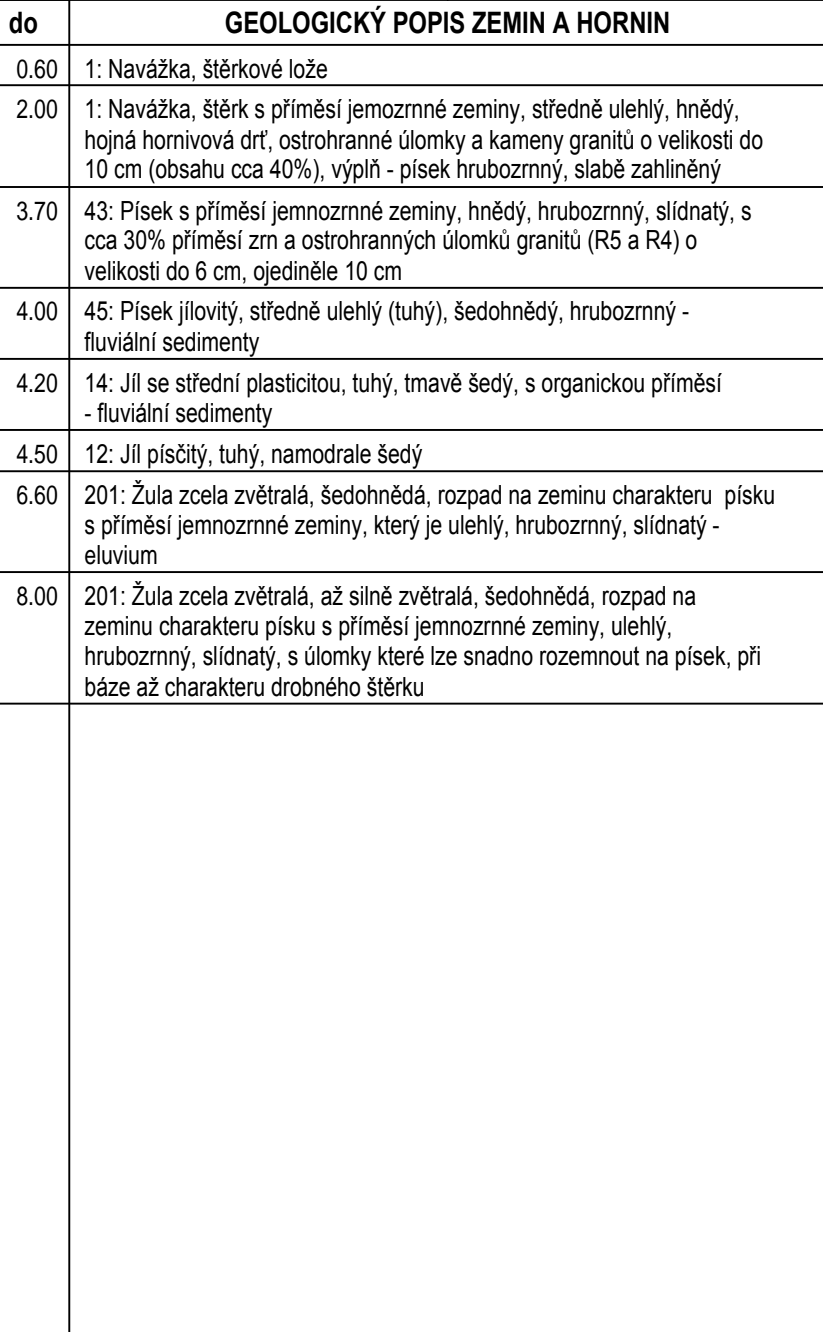 do GEOLOGICKÝ POPIS ZEMIN A HORNIN
0.60 1: Navážka, štěrkové lože
2.00 1: Navážka, štěrk s příměsí jemozrnné zeminy, středně ulehlý, hnědý,
hojná hornivová drť, ostrohranné úlomky a kameny granitů o velikosti do
10 cm (obsahu cca 40%), výplň - písek hrubozrnný, slabě zahliněný
3.70 43: Písek s příměsí jemnozrnné zeminy, hnědý, hrubozrnný, slídnatý, s
cca 30% příměsí zrn a ostrohranných úlomků granitů (R5 a R4) o
velikosti do 6 cm, ojediněle 10 cm
4.00 45: Písek jílovitý, středně ulehlý (tuhý), šedohnědý, hrubozrnný -
fluviální sedimenty
4.20 14: Jíl se střední plasticitou, tuhý, tmavě šedý, s organickou příměsí
- fluviální sedimenty
4.50 12: Jíl písčitý, tuhý, namodrale šedý
6.60 201: Žula zcela zvětralá, šedohnědá, rozpad na zeminu charakteru písku
s příměsí jemnozrnné zeminy, který je ulehlý, hrubozrnný, slídnatý -
eluvium
8.00 201: Žula zcela zvětralá, až silně zvětralá, šedohnědá, rozpad na
zeminu charakteru písku s příměsí jemnozrnné zeminy, ulehlý,
hrubozrnný, slídnatý, s úlomky které lze snadno rozemnout na písek, při
báze až charakteru drobného štěrku